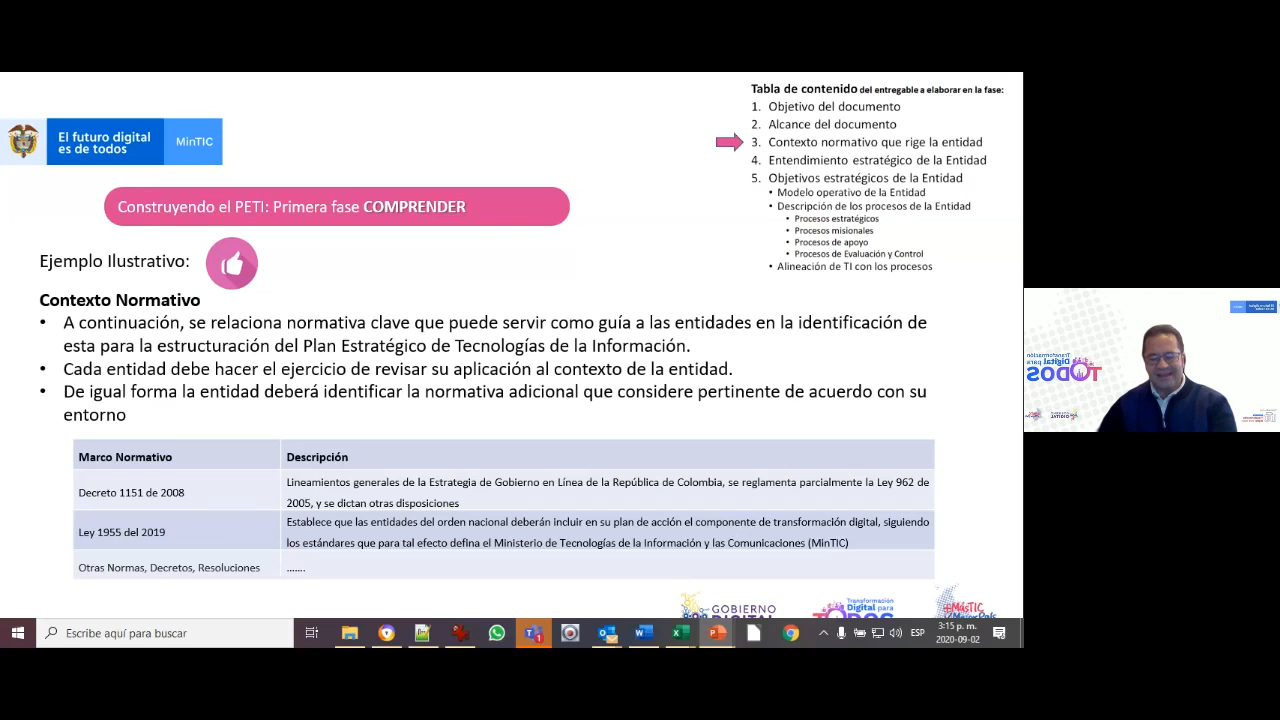 Tabla de contenido del entregable a elaborar en la fase:
1. Objetivo del documento
2. Alcance del documento
3. Contexto normativo que rige la entidad
4. Entendimiento estratégico de la Entidad
5. Objetivos estratégicos de la Entidad
• Modelo operativo de la Entidad
• Descripción de los procesos de la Entidad
• Procesos estratégicos
• Procesos misionales
• Procesos de apoyo
• Procesos de Evaluación y Control
• Alineación de TI con los procesos
El futuro digital
es de todos
MinTIC
Construyendo el PETI: Primera fase COMPRENDER
Ejemplo Ilustrativo:
Contexto Normativo
• A continuación, se relaciona normativa clave que puede servir como guía a las entidades en la identificación de
esta para la estructuración del Plan Estratégico de Tecnologías de la Información.
• Cada entidad debe hacer el ejercicio de revisar su aplicación al contexto de la entidad.
• De igual forma la entidad deberá identificar la normativa adicional que considere pertinente de acuerdo con su
entorno
Marco Normativo Descripción
Decreto 1151 de 2008 Lineamientos generales de la Estrategia de Gobierno en Línea de la República de Colombia, se reglamenta parcialmente la Ley 962 de
2005, y se dictan otras disposiciones
Ley 1955 del 2019 Establece que las entidades del orden nacional deberán incluir en su plan de acción el componente de transformación digital, siguiendo
los estándares que para tal efecto defina el Ministerio de Tecnologías de la Información y las Comunicaciones (MinTIC)
Otras Normas, Decretos, Resoluciones .......
GOBIERNO
DIGITAL
Transformación
Digital para
TODOS
+MásTIC
MejorPaís
Escribe aquí para buscar
ESP
3:15 p. m.
2020-09-02
Transformación
Digital para
TODOS